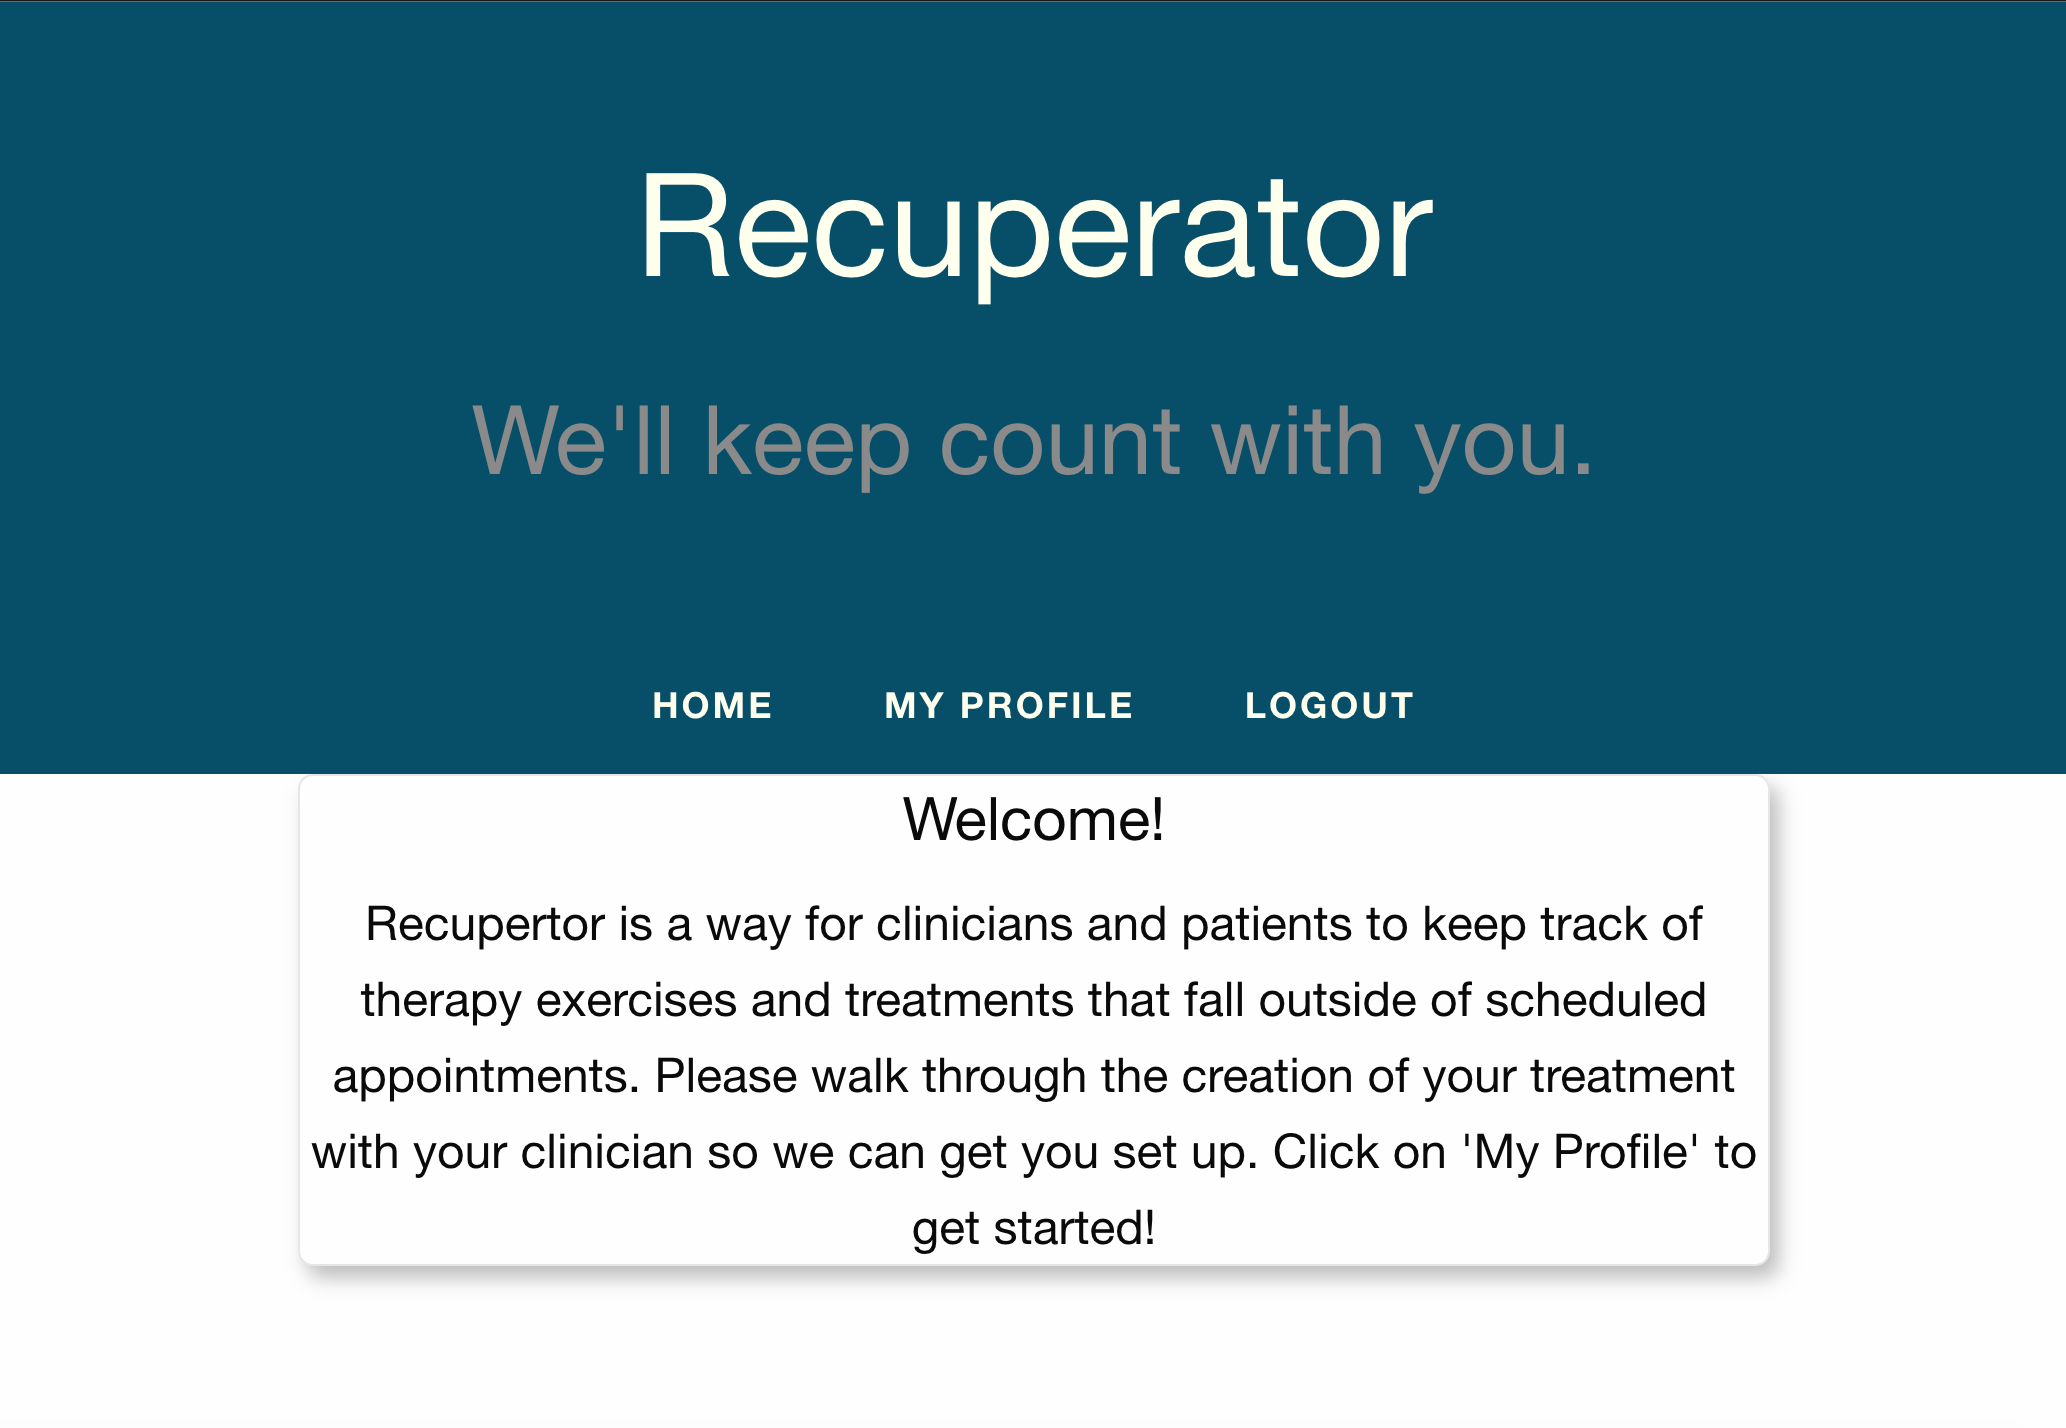 Recuperator
We'll keep count with you.
HOME MY PROFILE LOGOUT
Welcome!
Recupertor is a way for clinicians and patients to keep track of
therapy exercises and treatments that fall outside of scheduled
appointments. Please walk through the creation of your treatment
with your clinician so we can get you set up. Click on 'My Profile' to
get started!